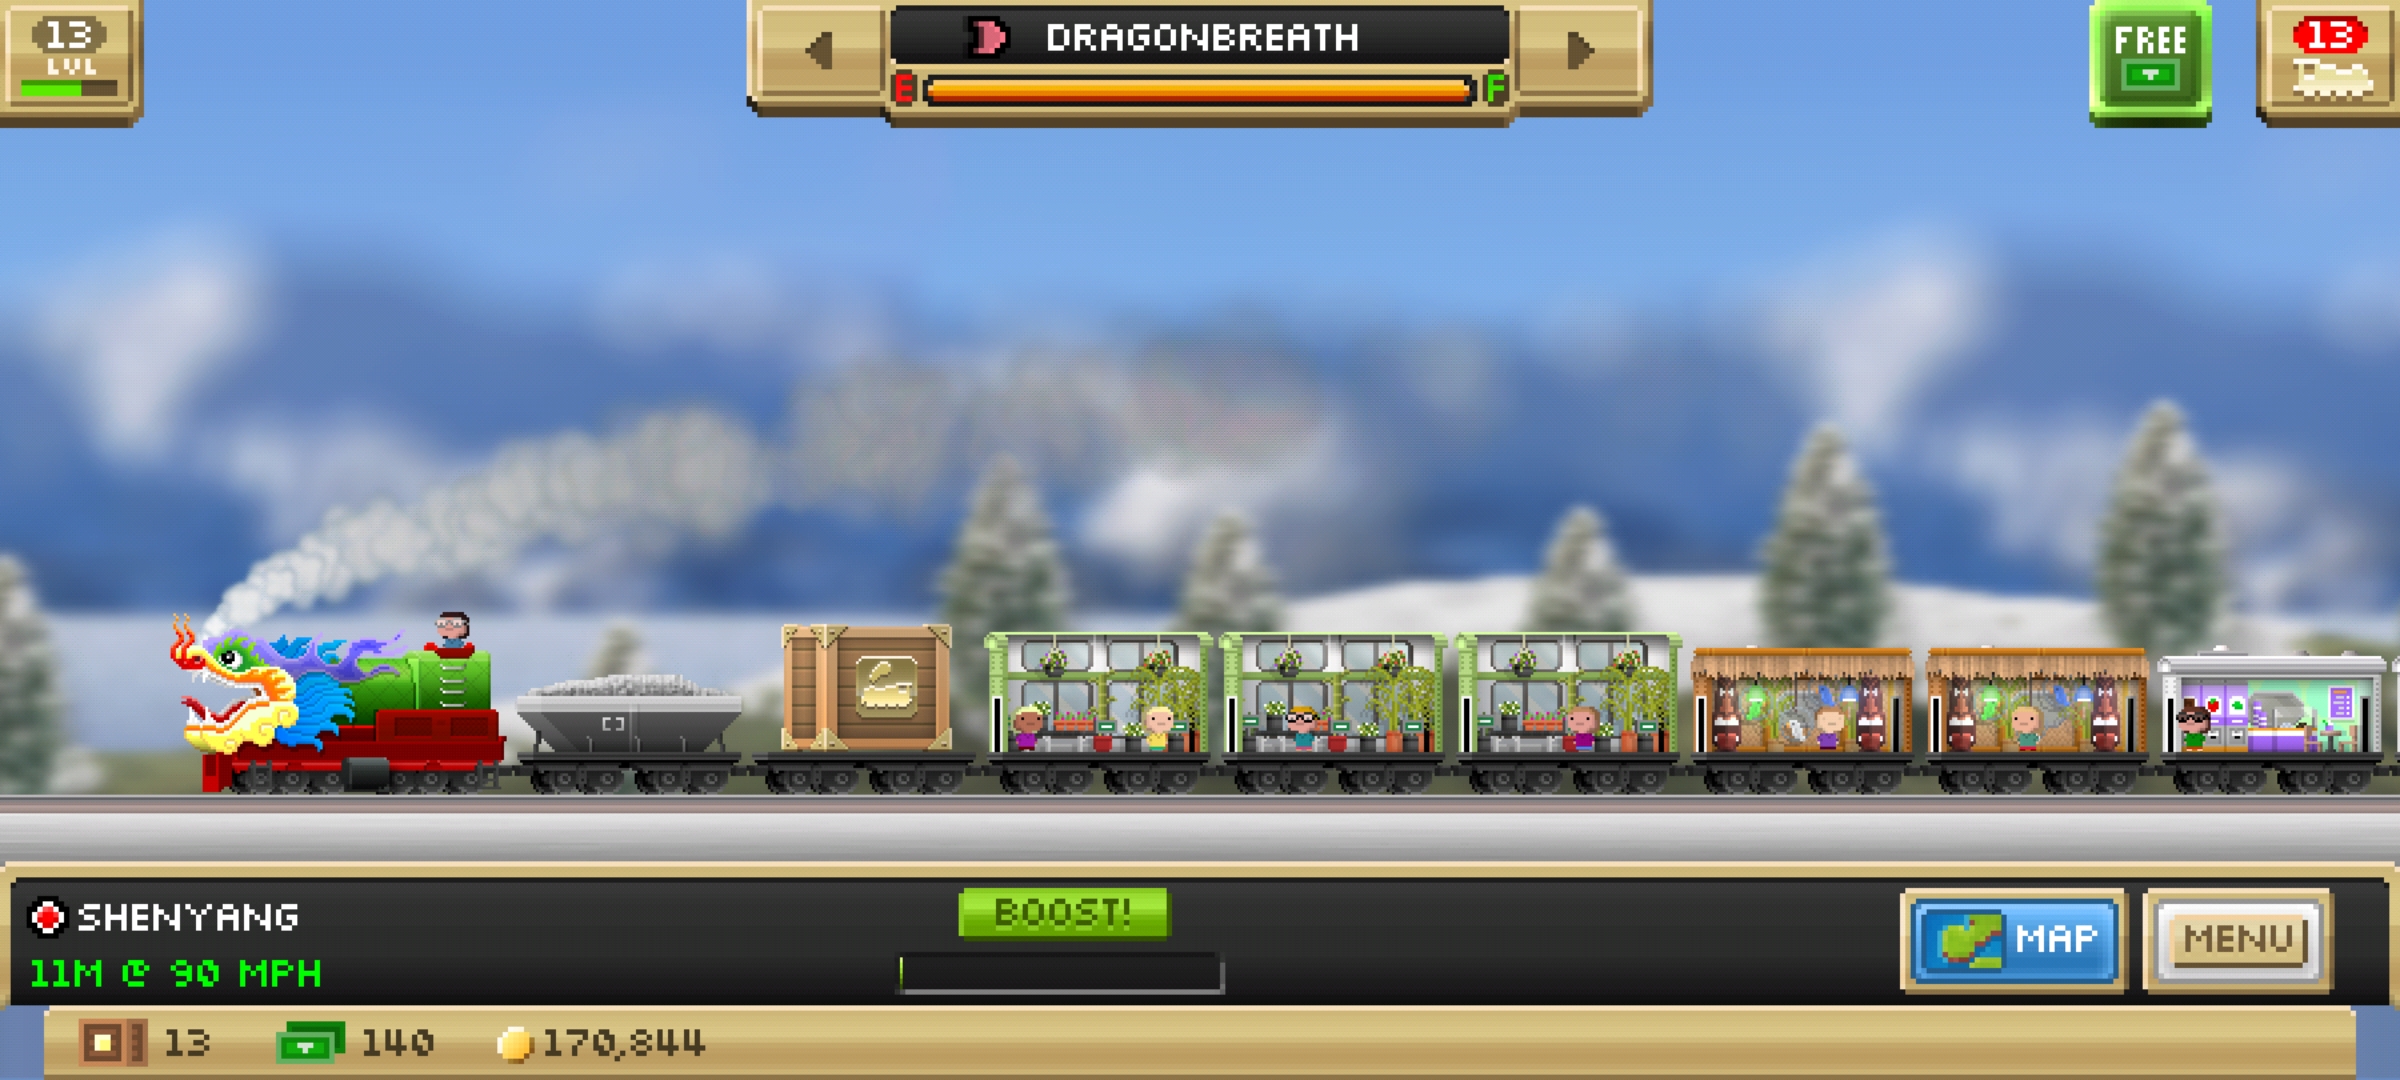 13
LVL
DRAGONBREATH
E
F
FREE
13
SHENYANG
11M @ 90 MPH
BOOST!
MAP
MENU
13
140
170,844